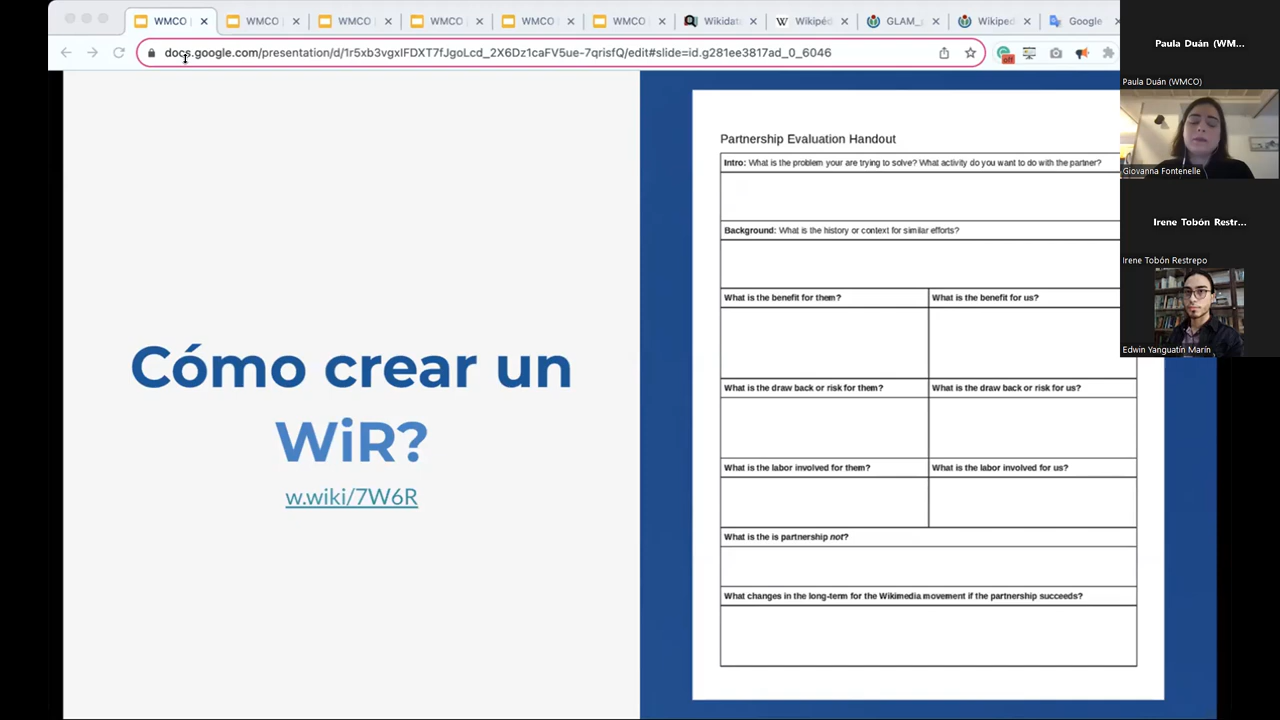 WMCO
WMCO
WMCO
WMCO
WMCO
WMCO
Wikidat
Wikipéd
GLAM_
Wikiped
Google
docs.google.com/presentation/d/1r5xb3vgxIFDXT7fJgoLcd_2X6Dz1caFV5ue-7qrisfQ/edit#slide=id.g281ee3817ad_0_6046
off
Cómo crear un
WiR?
w.wiki/7W6R
Partnership Evaluation Handout
Intro: What is the problem your are trying to solve? What activity do you want to do with the partner?
Background: What is the history or context for similar efforts?
What is the benefit for them?
What is the benefit for us?
What is the draw back or risk for them?
What is the draw back or risk for us?
What is the labor involved for them?
What is the labor involved for us?
What is the is partnership not?
What changes in the long-term for the Wikimedia movement if the partnership succeeds?
Paula Duán (WM...
Paula Duán (WMCO)
Giovanna Fontenelle
Irene Tobón Restr...
Irene Tobón Restrepo
Edwin Yanguatín Marín